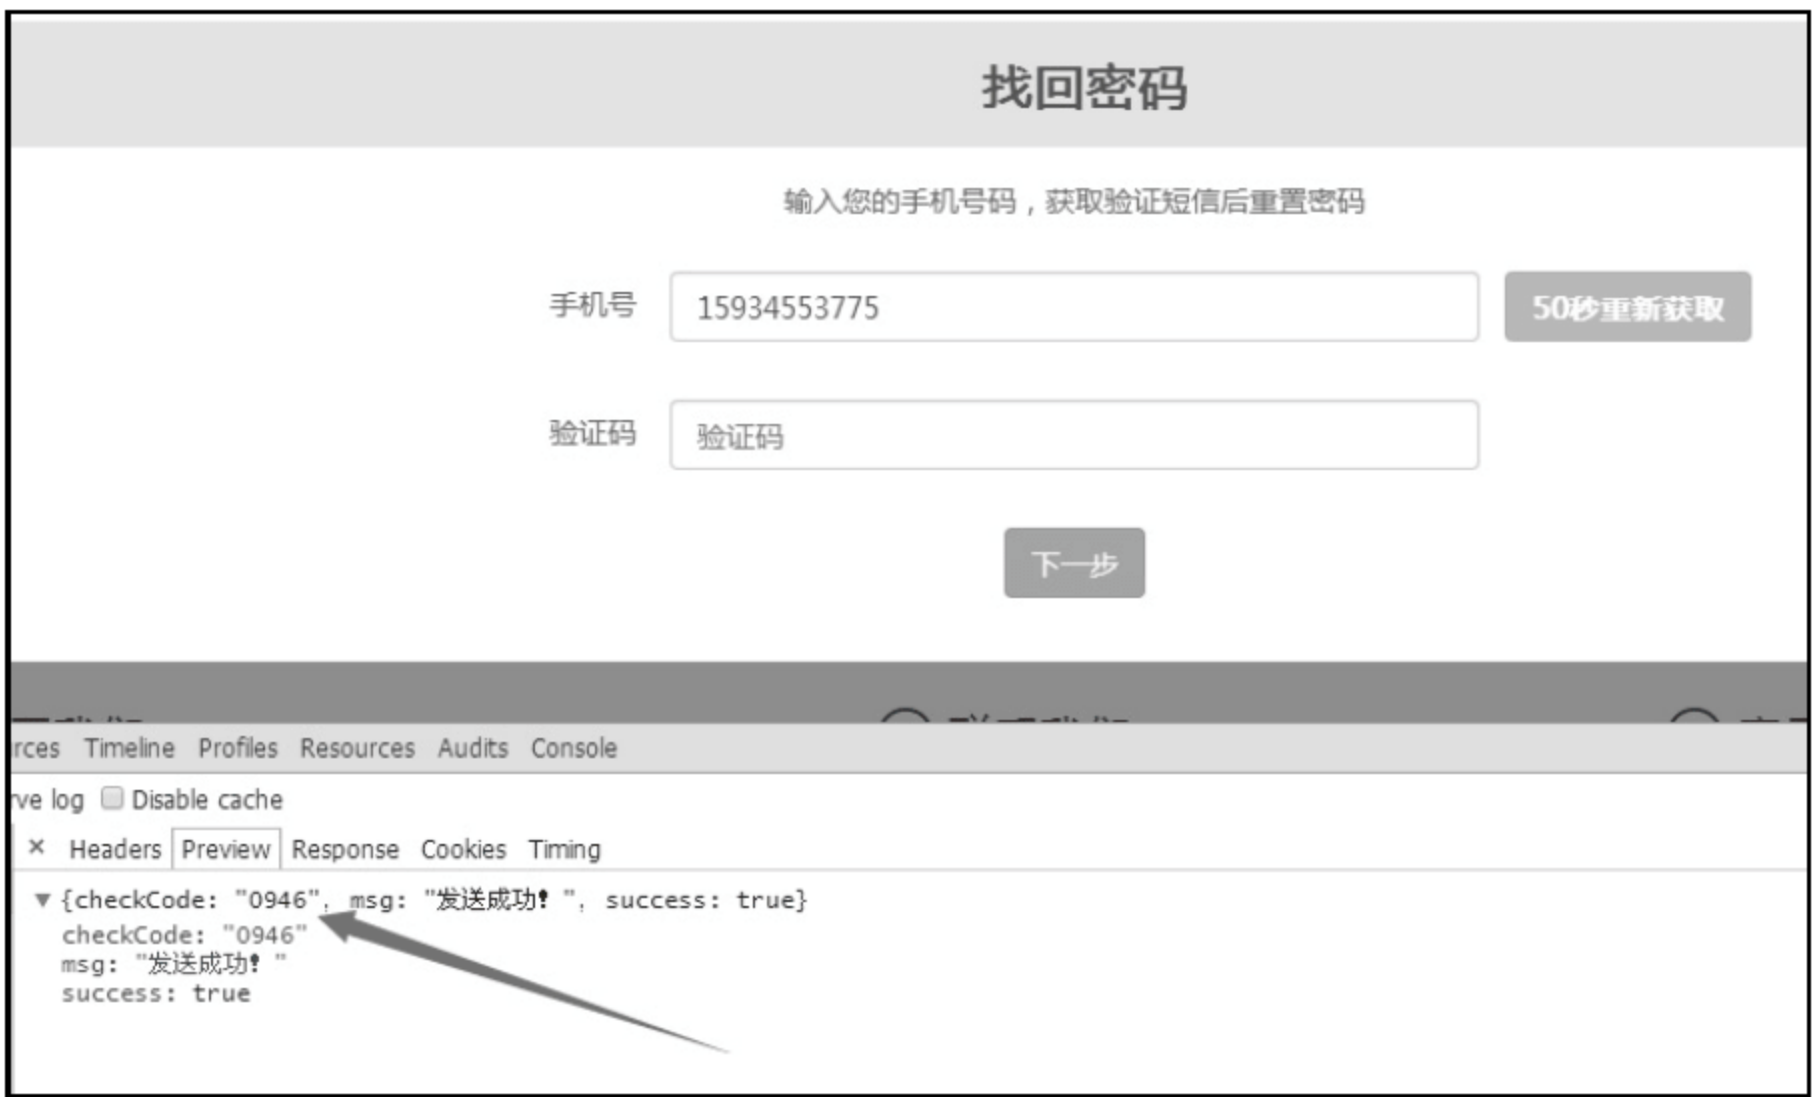 找回密码
输入您的手机号码，获取验证短信后重置密码
手机号 15934553775 50秒重新获取
验证码 验证码
下一步
rces Timeline Profiles Resources Audits Console
rve log Disable cache
× Headers Preview Response Cookies Timing
▼ {checkCode: "0946", msg: "发送成功! ", success: true}
checkCode: "0946"
msg: "发送成功! "
success: true